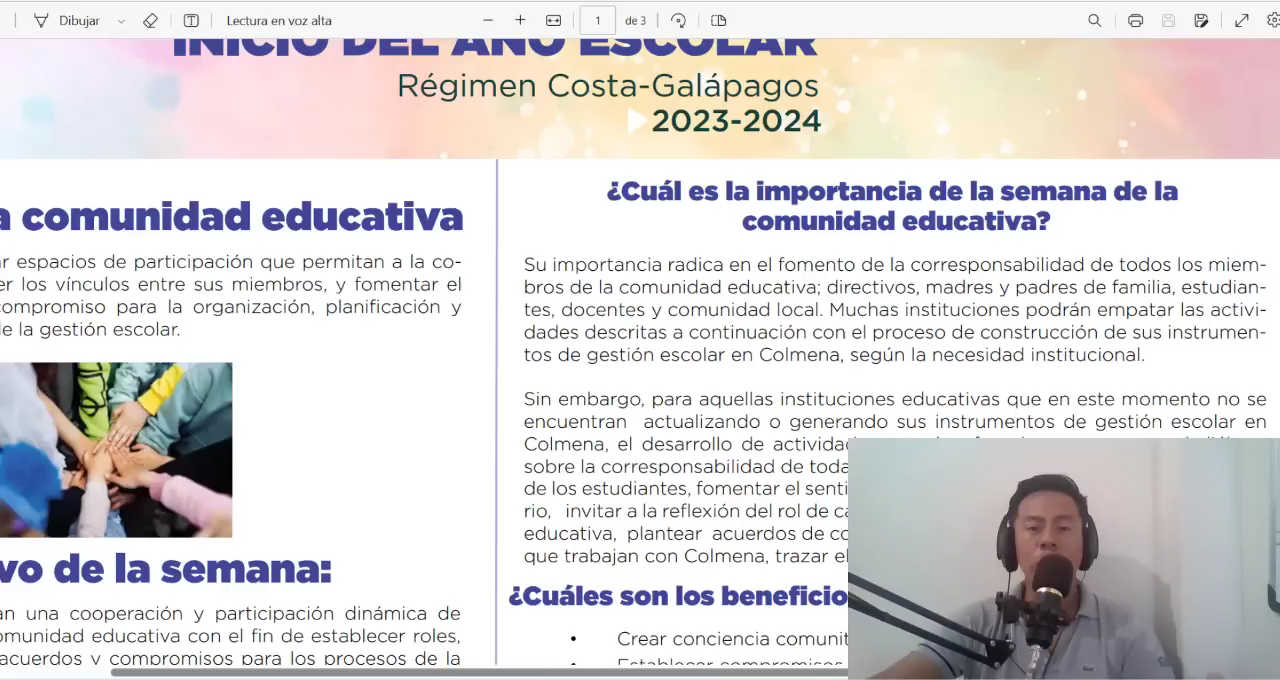 Dibujar
Lectura en voz alta
1
de 3
INICIO DEL AÑO ESCOLAR
Régimen Costa-Galápagos
2023-2024
a comunidad educativa
ar espacios de participación que permitan a la co-
er los vínculos entre sus miembros, y fomentar el
compromiso para la organización, planificación y
de la gestión escolar.
vo de la semana:
an una cooperación y participación dinámica de
omunidad educativa con el fin de establecer roles,
acuerdos y compromisos para los procesos de la
¿Cuál es la importancia de la semana de la
comunidad educativa?
Su importancia radica en el fomento de la corresponsabilidad de todos los miem-
bros de la comunidad educativa; directivos, madres y padres de familia, estudian-
tes, docentes y comunidad local. Muchas instituciones podrán empatar las activi-
dades descritas a continuación con el proceso de construcción de sus instrumen-
tos de gestión escolar en Colmena, según la necesidad institucional.
Sin embargo, para aquellas instituciones educativas que en este momento no se
encuentran actualizando o generando sus instrumentos de gestión escolar en
Colmena, el desarrollo de actividad
sobre la corresponsabilidad de toda
de los estudiantes, fomentar el senti
rio, invitar a la reflexión del rol de ca
educativa, plantear acuerdos de co
que trabajan con Colmena, trazar el
¿Cuáles son los beneficio
• Crear conciencia comunit
• Establecer compromisos